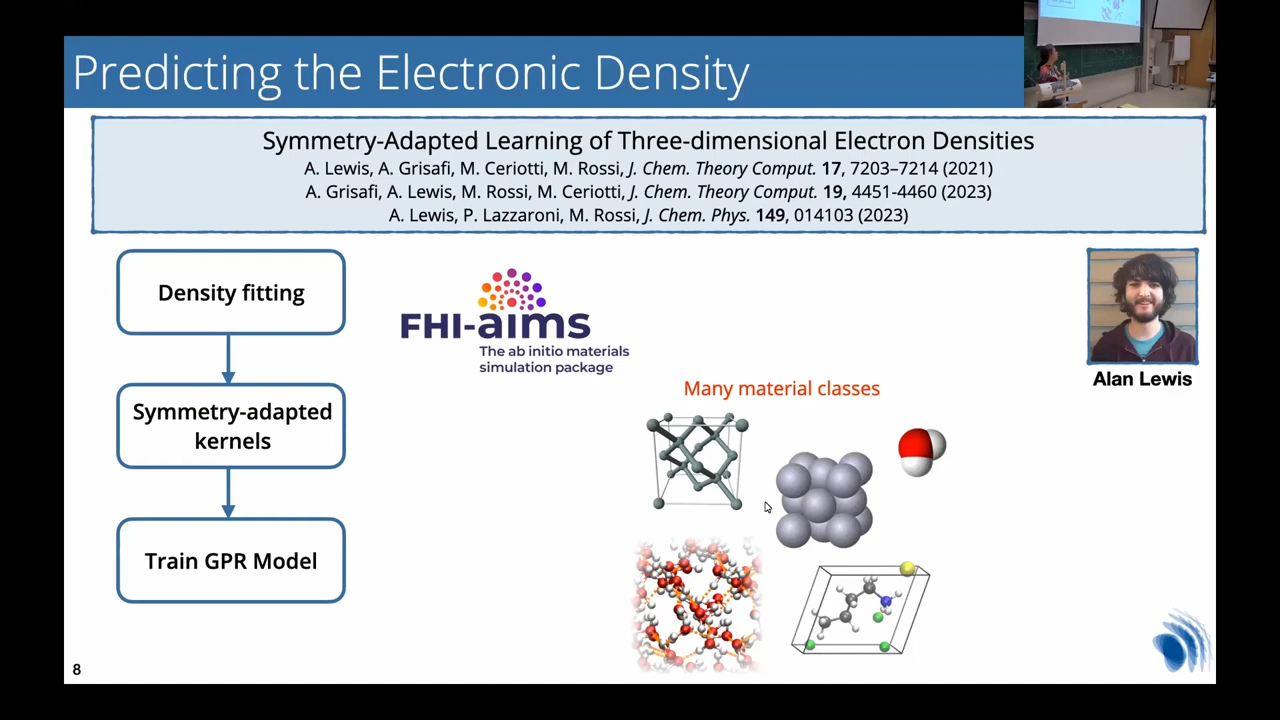 Predicting the Electronic Density
Symmetry-Adapted Learning of Three-dimensional Electron Densities
A. Lewis, A. Grisafi, M. Ceriotti, M. Rossi, J. Chem. Theory Comput. 17, 7203–7214 (2021)
A. Grisafi, A. Lewis, M. Rossi, M. Ceriotti, J. Chem. Theory Comput. 19, 4451-4460 (2023)
A. Lewis, P. Lazzaroni, M. Rossi, J. Chem. Phys. 149, 014103 (2023)
Density fitting
Symmetry-adapted
kernels
Train GPR Model
FHI-aims
The ab initio materials
simulation package
Many material classes
Alan Lewis
8